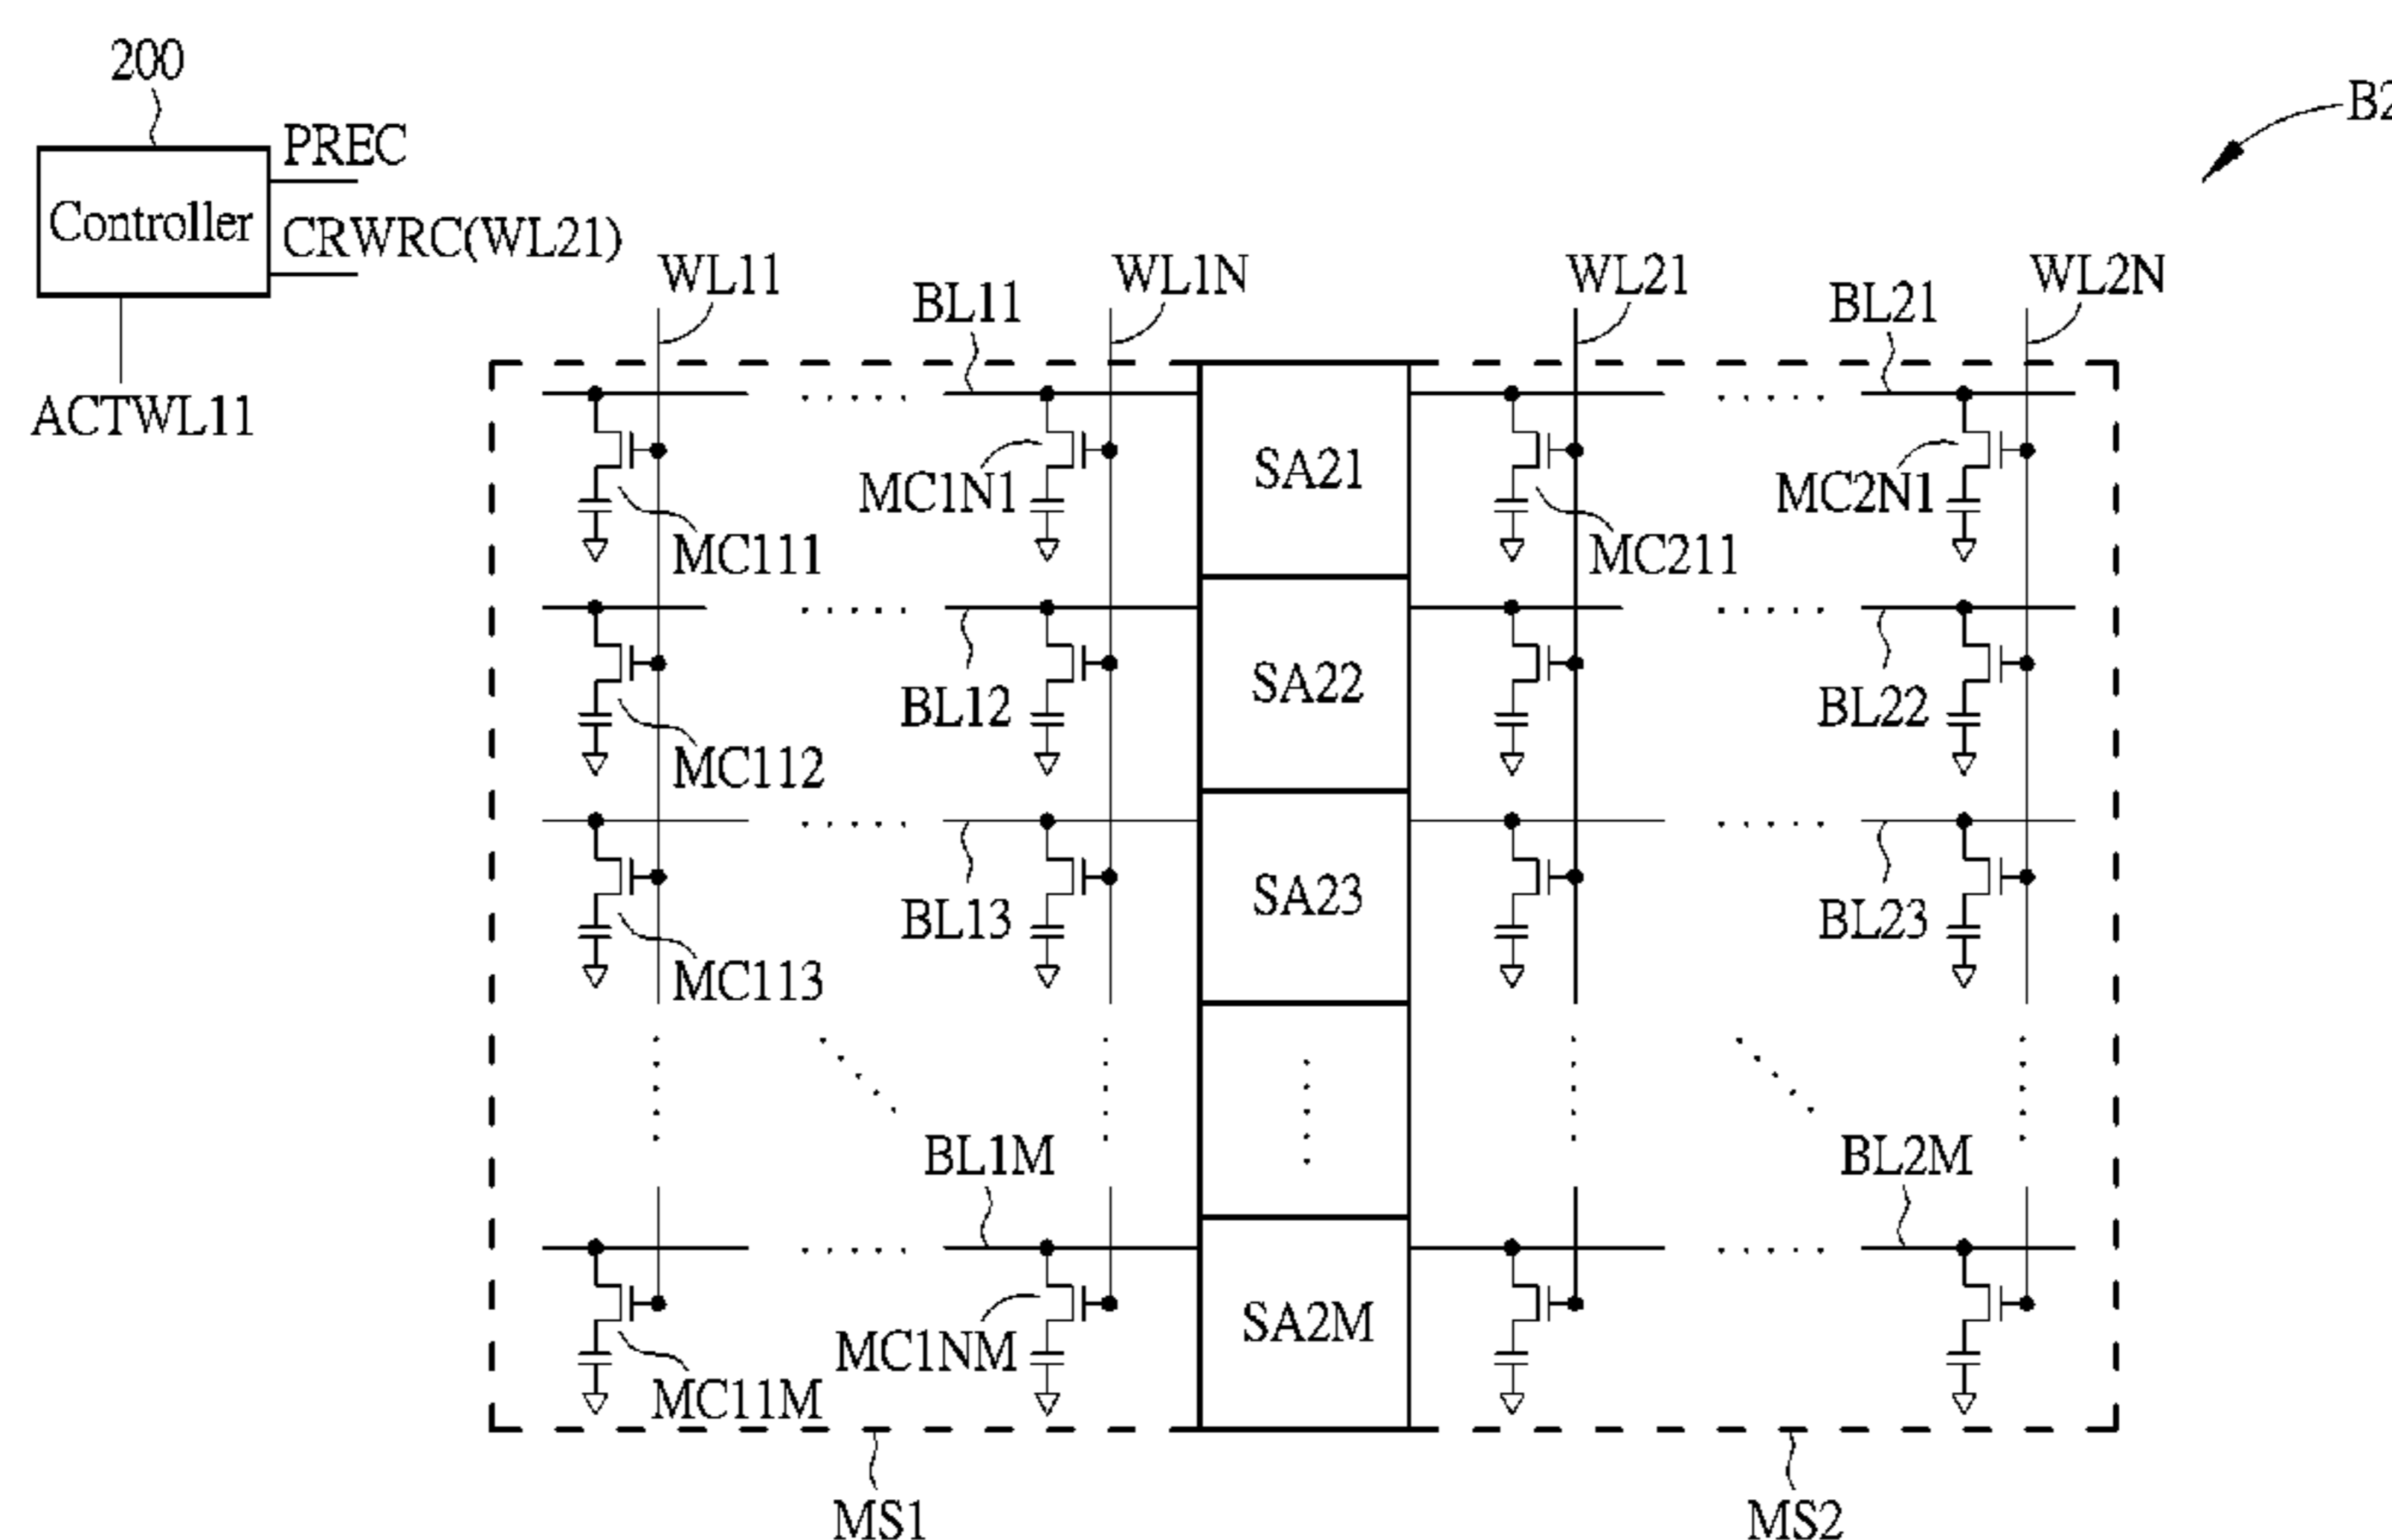 200
B2
PREC
Controller
CRWRC(WL21)
WL11
WL1N
WL21
WL2N
BL11
BL21
ACTWL11
SA21
MC1N1
MC2N1
MC111
MC211
SA22
BL12
BL22
MC112
SA23
BL13
BL23
MC113
BL1M
BL2M
SA2M
MC1NM
MC11M
MS1
MS2